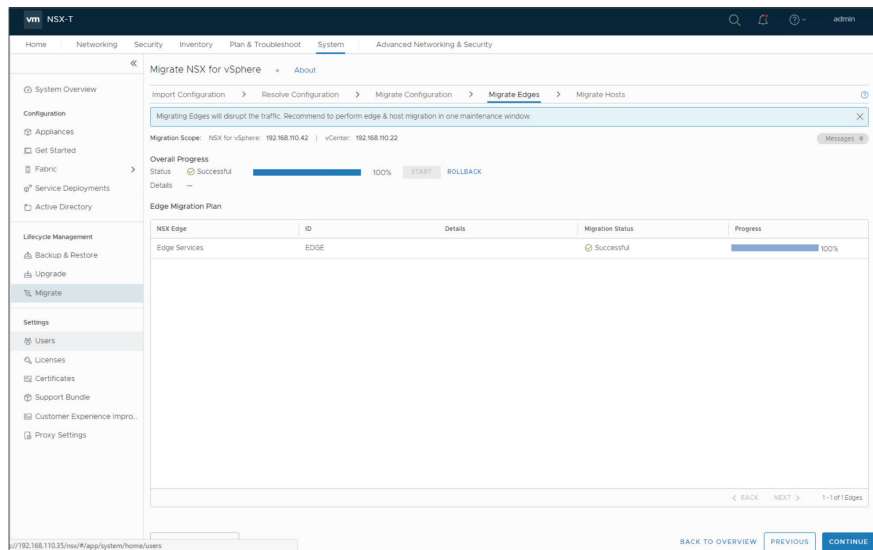 vm NSX-T admin
Home Networking Security Inventory Plan & Troubleshoot System Advanced Networking & Security
Migrate NSX for vSphere About
System Overview
Configuration
Appliances
Get Started
Fabric
Service Deployments
Active Directory
Lifecycle Management
Backup & Restore
Upgrade
Migrate
Settings
Users
Licenses
Certificates
Support Bundle
Customer Experience Impro..
Proxy Settings
Import Configuration > Resolve Configuration > Migrate Configuration > Migrate Edges > Migrate Hosts
Migrating Edges will disrupt the traffic. Recommend to perform edge & host migration in one maintenance window.
Migration Scope: NSX for vSphere: 192.168.110.42 | vCenter: 192.168.110.22 Messages 0
Overall Progress
Status Successful 100% START ROLLBACK
Details —
Edge Migration Plan
NSX Edge ID Details Migration Status Progress
Edge Services EDGE Successful 100%
< BACK NEXT > 1 - 1 of 1 Edges
BACK TO OVERVIEW PREVIOUS CONTINUE
://192.168.110.35/nsx/#/app/system/home/users